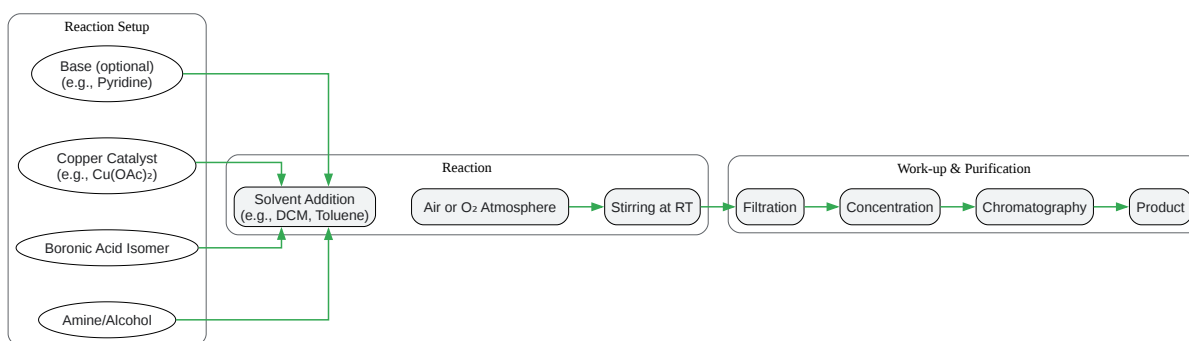 Reaction Setup
Base (optional)
(e.g., Pyridine)
Copper Catalyst
(e.g., Cu(OAc)₂)
Boronic Acid Isomer
Amine/Alcohol
Reaction
Solvent Addition
(e.g., DCM, Toluene)
Air or O₂ Atmosphere
Stirring at RT
Work-up & Purification
Filtration
Concentration
Chromatography
Product